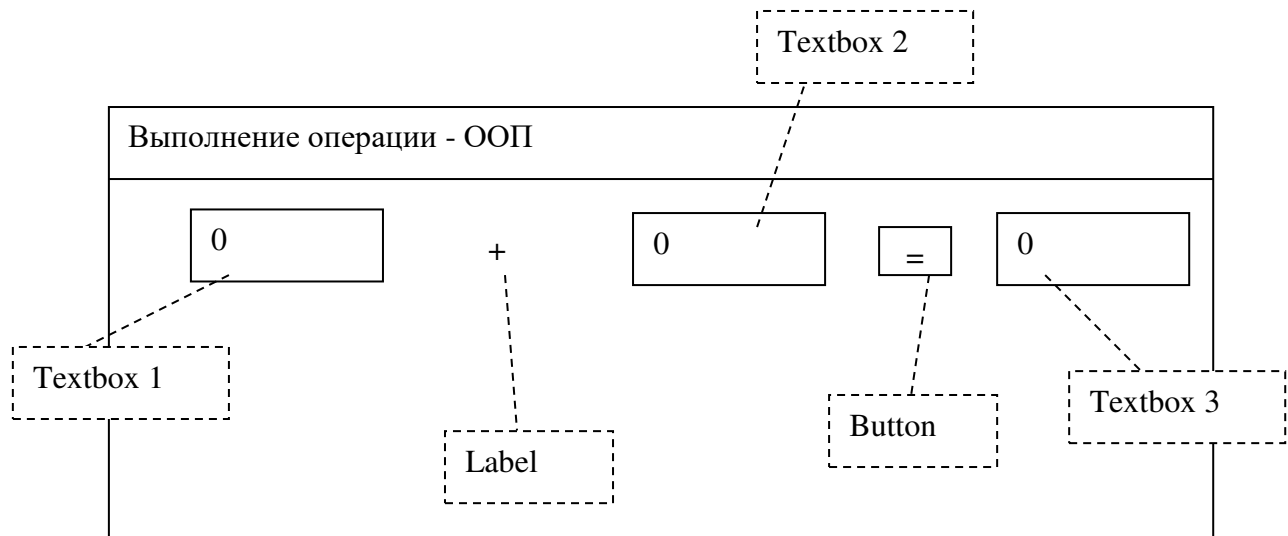 Textbox 2
Выполнение операции - ООП
0 + 0 = 0
Textbox 1
Textbox 3
Button
Label